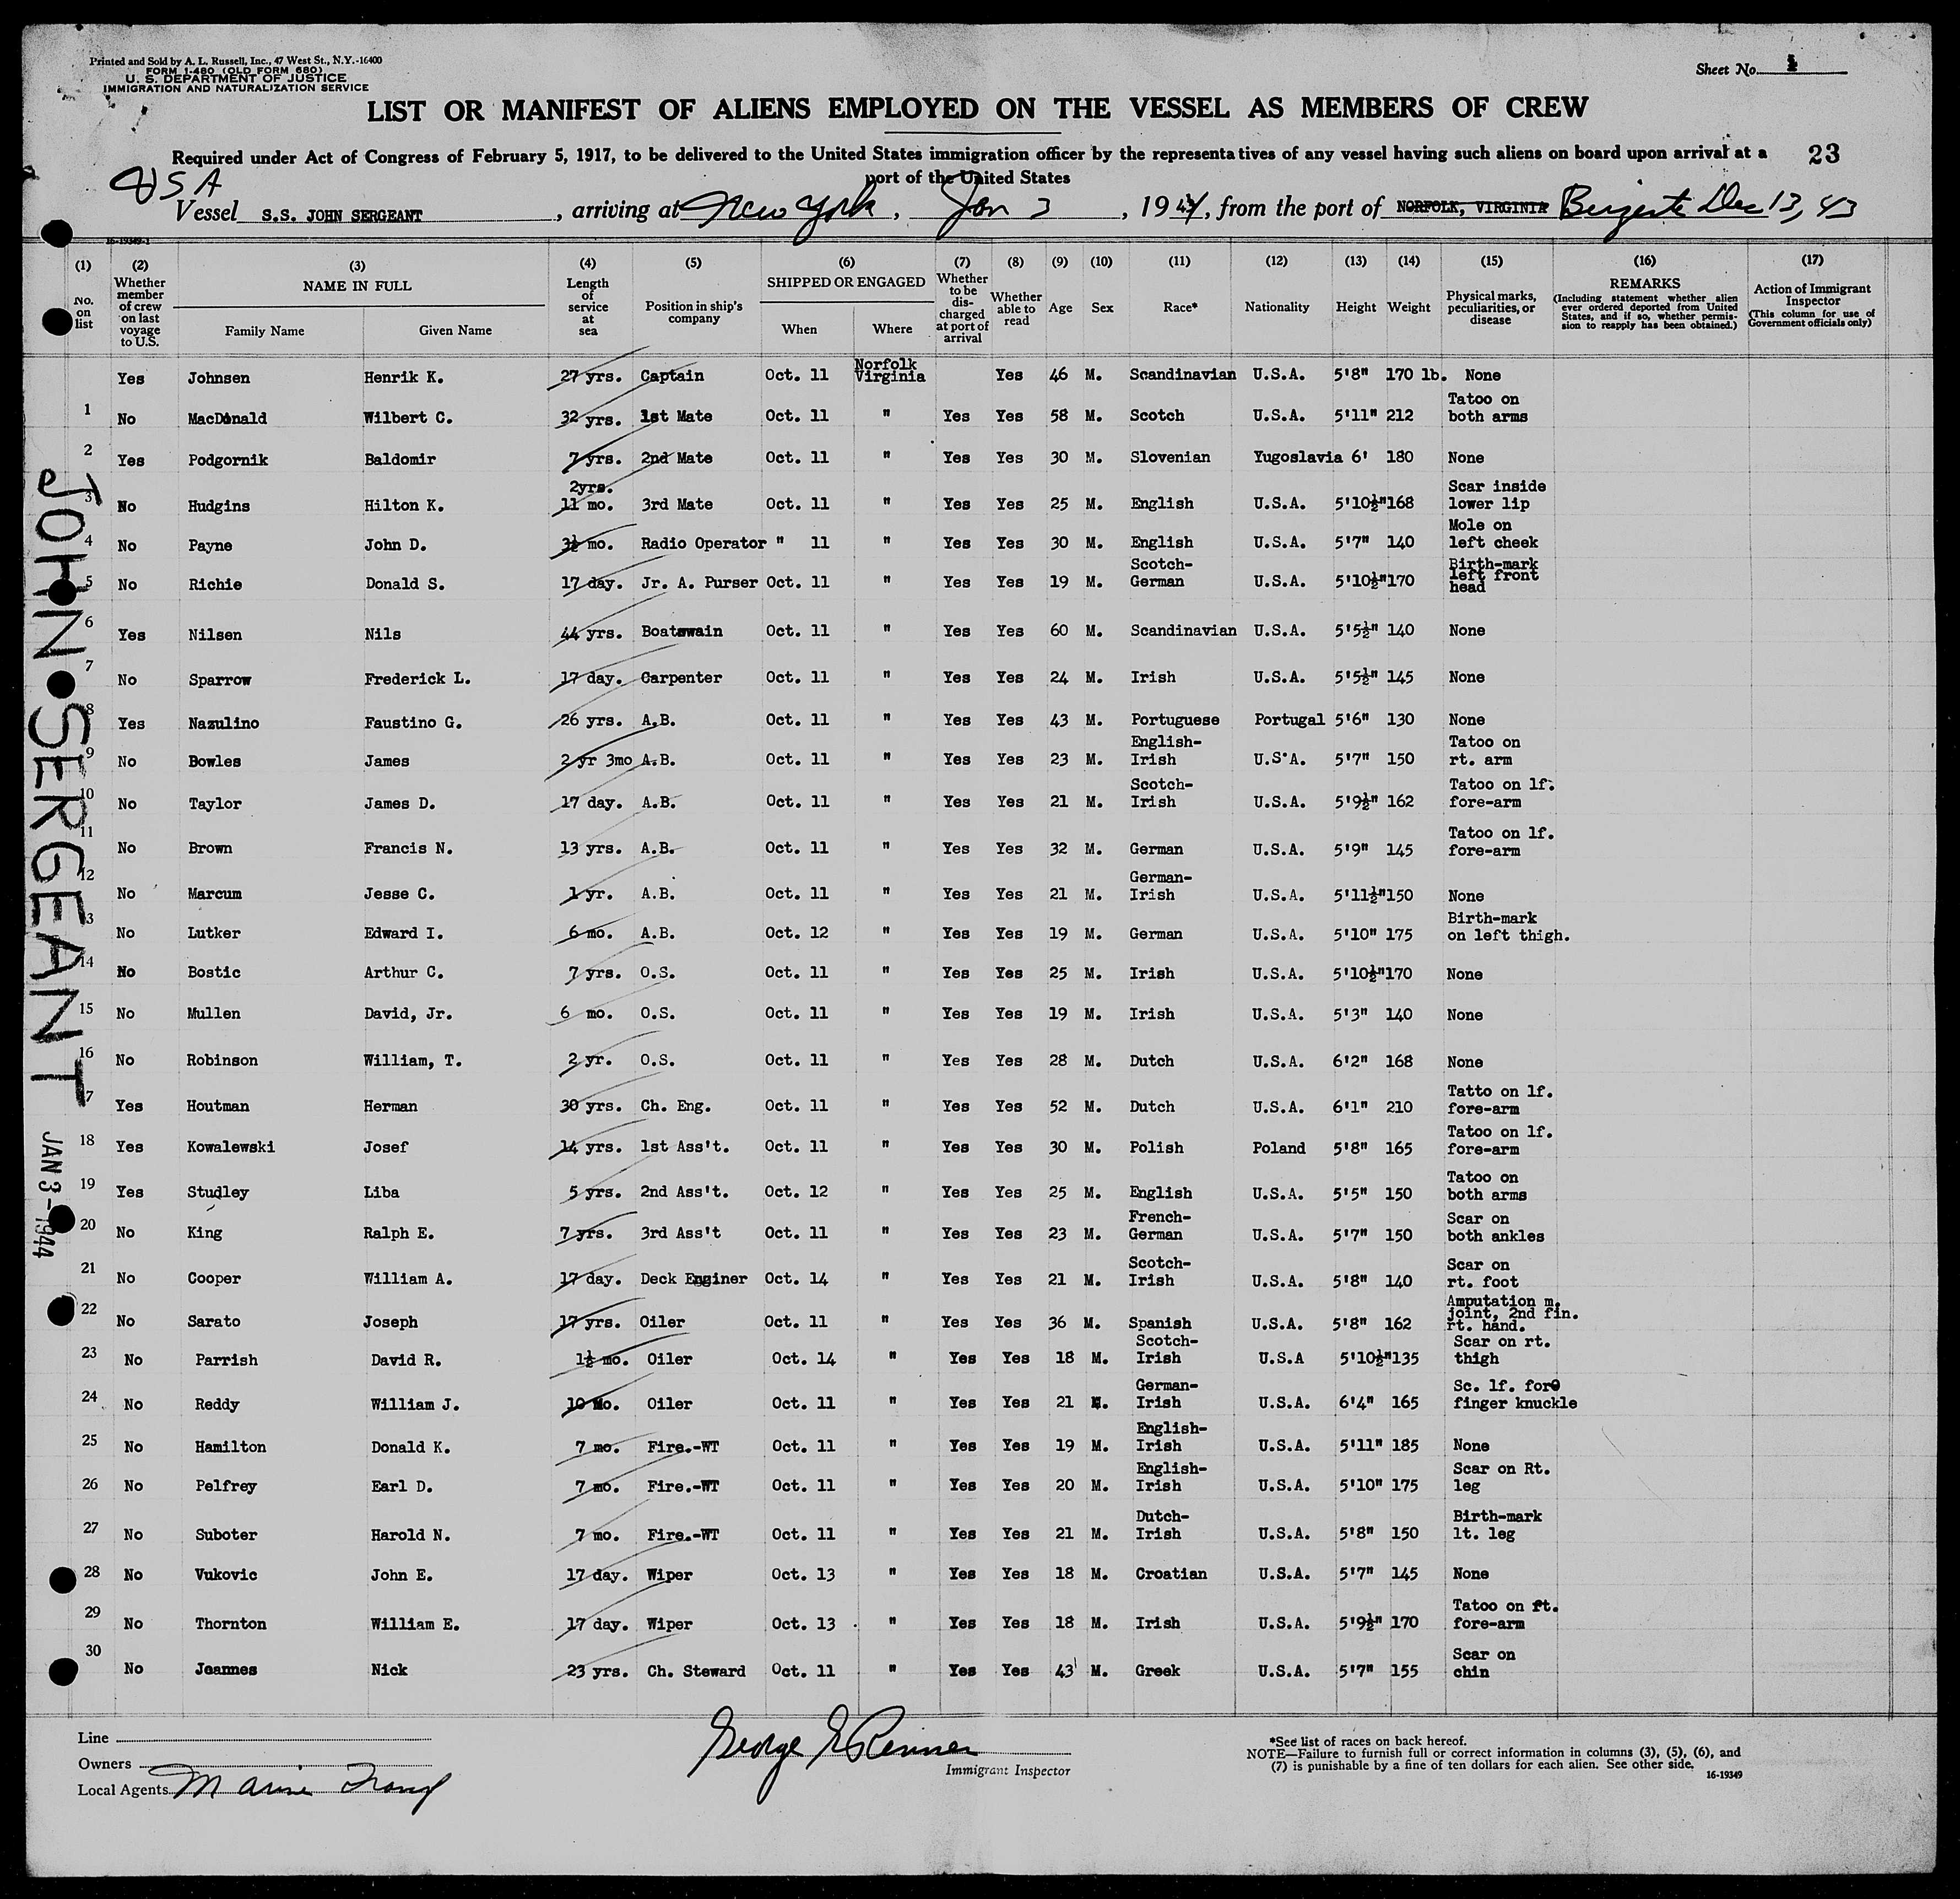 Printed and Sold by A. L. Russell, Inc., 47 West St., N.Y.-16400
FORM I-480 (OLD FORM 680)
U. S. DEPARTMENT OF JUSTICE
IMMIGRATION AND NATURALIZATION SERVICE
Sheet No. 1
LIST OR MANIFEST OF ALIENS EMPLOYED ON THE VESSEL AS MEMBERS OF CREW
Required under Act of Congress of February 5, 1917, to be delivered to the United States immigration officer by the representatives of any vessel having such aliens on board upon arrival at a port of the United States
23
USA
Vessel S.S. JOHN SERGEANT, arriving at New York, Jan 3, 1944, from the port of NORFOLK, VIRGINIA Dec 13, 43
16-19349-1
(1) No. on list (2) Whether member of crew on last voyage to U.S. (3) NAME IN FULL Family Name Given Name (4) Length of service at sea (5) Position in ship's company (6) SHIPPED OR ENGAGED When Where (7) Whether to be discharged at port of arrival (8) Whether able to read (9) Age (10) Sex (11) Race* (12) Nationality (13) Height (14) Weight (15) Physical marks, peculiarities, or disease (16) REMARKS (Including statement whether alien ever ordered deported from United States, and if so, whether permission to reapply has been obtained.) (17) Action of Immigrant Inspector (This column for use of Government officials only)
Yes Johnsen Henrik K. 27 yrs. Captain Oct. 11 Norfolk Virginia Yes 46 M. Scandinavian U.S.A. 5'8" 170 lb. None
1 No MacDonald Wilbert C. 32 yrs. 1st Mate Oct. 11 " Yes Yes 58 M. Scotch U.S.A. 5'11" 212 Tatoo on both arms
2 Yes Podgornik Baldomir 7 yrs. 2nd Mate Oct. 11 " Yes Yes 30 M. Slovenian Yugoslavia 6' 180 None
3 No Hudgins Hilton K. 2yrs. 11 mo. 3rd Mate Oct. 11 " Yes Yes 25 M. English U.S.A. 5'10½" 168 Scar inside lower lip
4 No Payne John D. 3½ mo. Radio Operator " 11 " Yes Yes 30 M. English U.S.A. 5'7" 140 Mole on left cheek
5 No Richie Donald S. 17 day. Jr. A. Purser Oct. 11 " Yes Yes 19 M. Scotch-German U.S.A. 5'10½" 170 Birth-mark left front head
6 Yes Nilsen Nils 44 yrs. Boatswain Oct. 11 " Yes Yes 60 M. Scandinavian U.S.A. 5'5½" 140 None
7 No Sparrow Frederick L. 17 day. Carpenter Oct. 11 " Yes Yes 24 M. Irish U.S.A. 5'5½" 145 None
8 Yes Nazulino Faustino G. 26 yrs. A.B. Oct. 11 " Yes Yes 43 M. Portuguese Portugal 5'6" 130 None
9 No Bowles James 2 yr 3mo A.B. Oct. 11 " Yes Yes 23 M. English-Irish U.S.A. 5'7" 150 Tatoo on rt. arm
10 No Taylor James D. 17 day. A.B. Oct. 11 " Yes Yes 21 M. Scotch-Irish U.S.A. 5'9½" 162 Tatoo on lf. fore-arm
11 No Brown Francis N. 13 yrs. A.B. Oct. 11 " Yes Yes 32 M. German U.S.A. 5'9" 145 Tatoo on lf. fore-arm
12 No Marcum Jesse C. 1 yr. A.B. Oct. 11 " Yes Yes 21 M. German-Irish U.S.A. 5'11½" 150 None
13 No Lutker Edward I. 6 mo. A.B. Oct. 12 " Yes Yes 19 M. German U.S.A. 5'10" 175 Birth-mark on left thigh.
14 No Bostic Arthur C. 7 yrs. O.S. Oct. 11 " Yes Yes 25 M. Irish U.S.A. 5'10½" 170 None
15 No Mullen David, Jr. 6 mo. O.S. Oct. 11 " Yes Yes 19 M. Irish U.S.A. 5'3" 140 None
16 No Robinson William, T. 2 yr. O.S. Oct. 11 " Yes Yes 28 M. Dutch U.S.A. 6'2" 168 None
17 Yes Houtman Herman 30 yrs. Ch. Eng. Oct. 11 " Yes Yes 52 M. Dutch U.S.A. 6'1" 210 Tatto on lf. fore-arm
18 Yes Kowalewski Josef 14 yrs. 1st Ass't. Oct. 11 " Yes Yes 30 M. Polish Poland 5'8" 165 Tatoo on lf. fore-arm
19 Yes Studley Liba 5 yrs. 2nd Ass't. Oct. 12 " Yes Yes 25 M. English U.S.A. 5'5" 150 Tatoo on both arms
20 No King Ralph E. 7 yrs. 3rd Ass't Oct. 11 " Yes Yes 23 M. French-German U.S.A. 5'7" 150 Scar on both ankles
21 No Cooper William A. 17 day. Deck Enginer Oct. 14 " Yes Yes 21 M. Scotch-Irish U.S.A. 5'8" 140 Scar on rt. foot
22 No Sarato Joseph 17 yrs. Oiler Oct. 11 " Yes Yes 36 M. Spanish U.S.A. 5'8" 162 Amputation m. joint, 2nd fin. rt. hand.
23 No Parrish David R. 1½ mo. Oiler Oct. 14 " Yes Yes 18 M. Scotch-Irish U.S.A 5'10½" 135 Scar on rt. thigh
24 No Reddy William J. 10 Mo. Oiler Oct. 11 " Yes Yes 21 M. German-Irish U.S.A. 6'4" 165 Sc. lf. fore finger knuckle
25 No Hamilton Donald K. 7 mo. Fire.-WT Oct. 11 " Yes Yes 19 M. English-Irish U.S.A. 5'11" 185 None
26 No Pelfrey Earl D. 7 mo. Fire.-WT Oct. 11 " Yes Yes 20 M. English-Irish U.S.A. 5'10" 175 Scar on Rt. leg
27 No Suboter Harold N. 7 mo. Fire.-WT Oct. 11 " Yes Yes 21 M. Dutch-Irish U.S.A. 5'8" 150 Birth-mark lt. leg
28 No Vukovic John E. 17 day. Wiper Oct. 13 " Yes Yes 18 M. Croatian U.S.A. 5'7" 145 None
29 No Thornton William E. 17 day. Wiper Oct. 13 " Yes Yes 18 M. Irish U.S.A. 5'9½" 170 Tatoo on rt. fore-arm
30 No Joannes Nick 23 yrs. Ch. Steward Oct. 11 " Yes Yes 43 M. Greek U.S.A. 5'7" 155 Scar on chin
JOHN SERGEANT
JAN 3-1944
Line
Owners
Local Agents Marine
George E Renner
Immigrant Inspector
*See list of races on back hereof.
NOTE—Failure to furnish full or correct information in columns (3), (5), (6), and
(7) is punishable by a fine of ten dollars for each alien. See other side.
16-19349